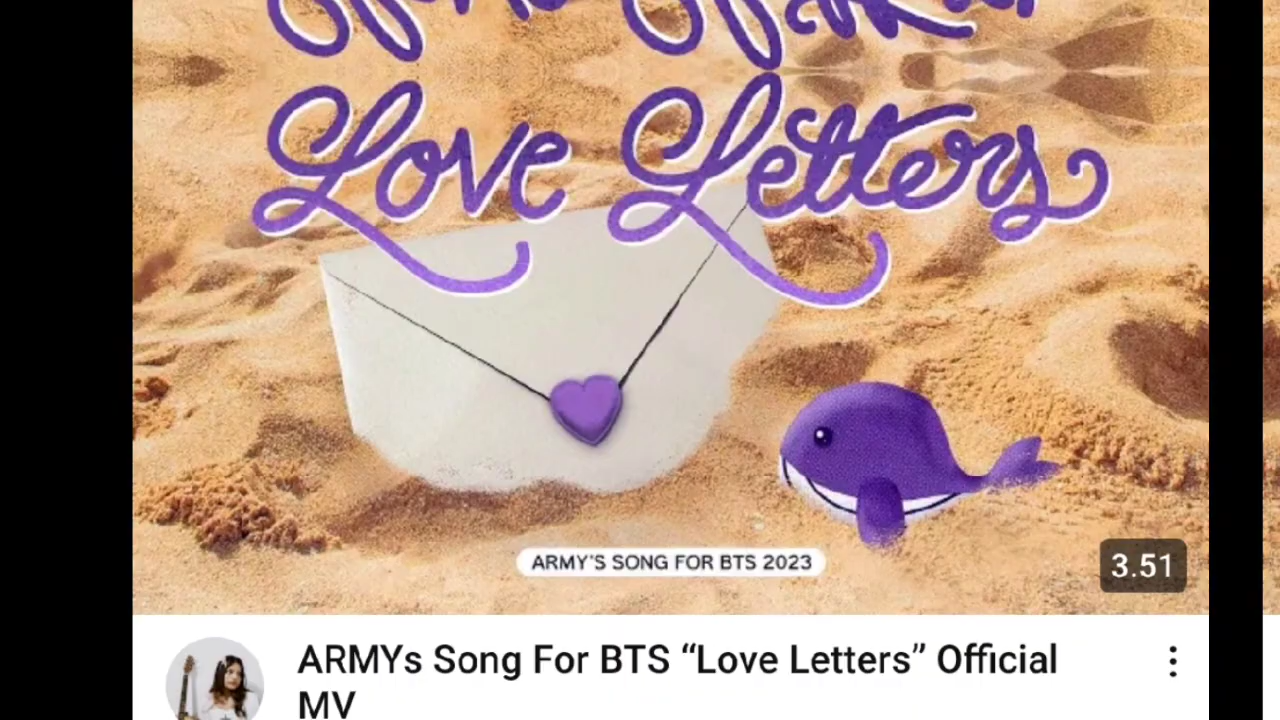 Love Letters
ARMY'S SONG FOR BTS 2023
3.51
ARMYs Song For BTS “Love Letters” Official
MV